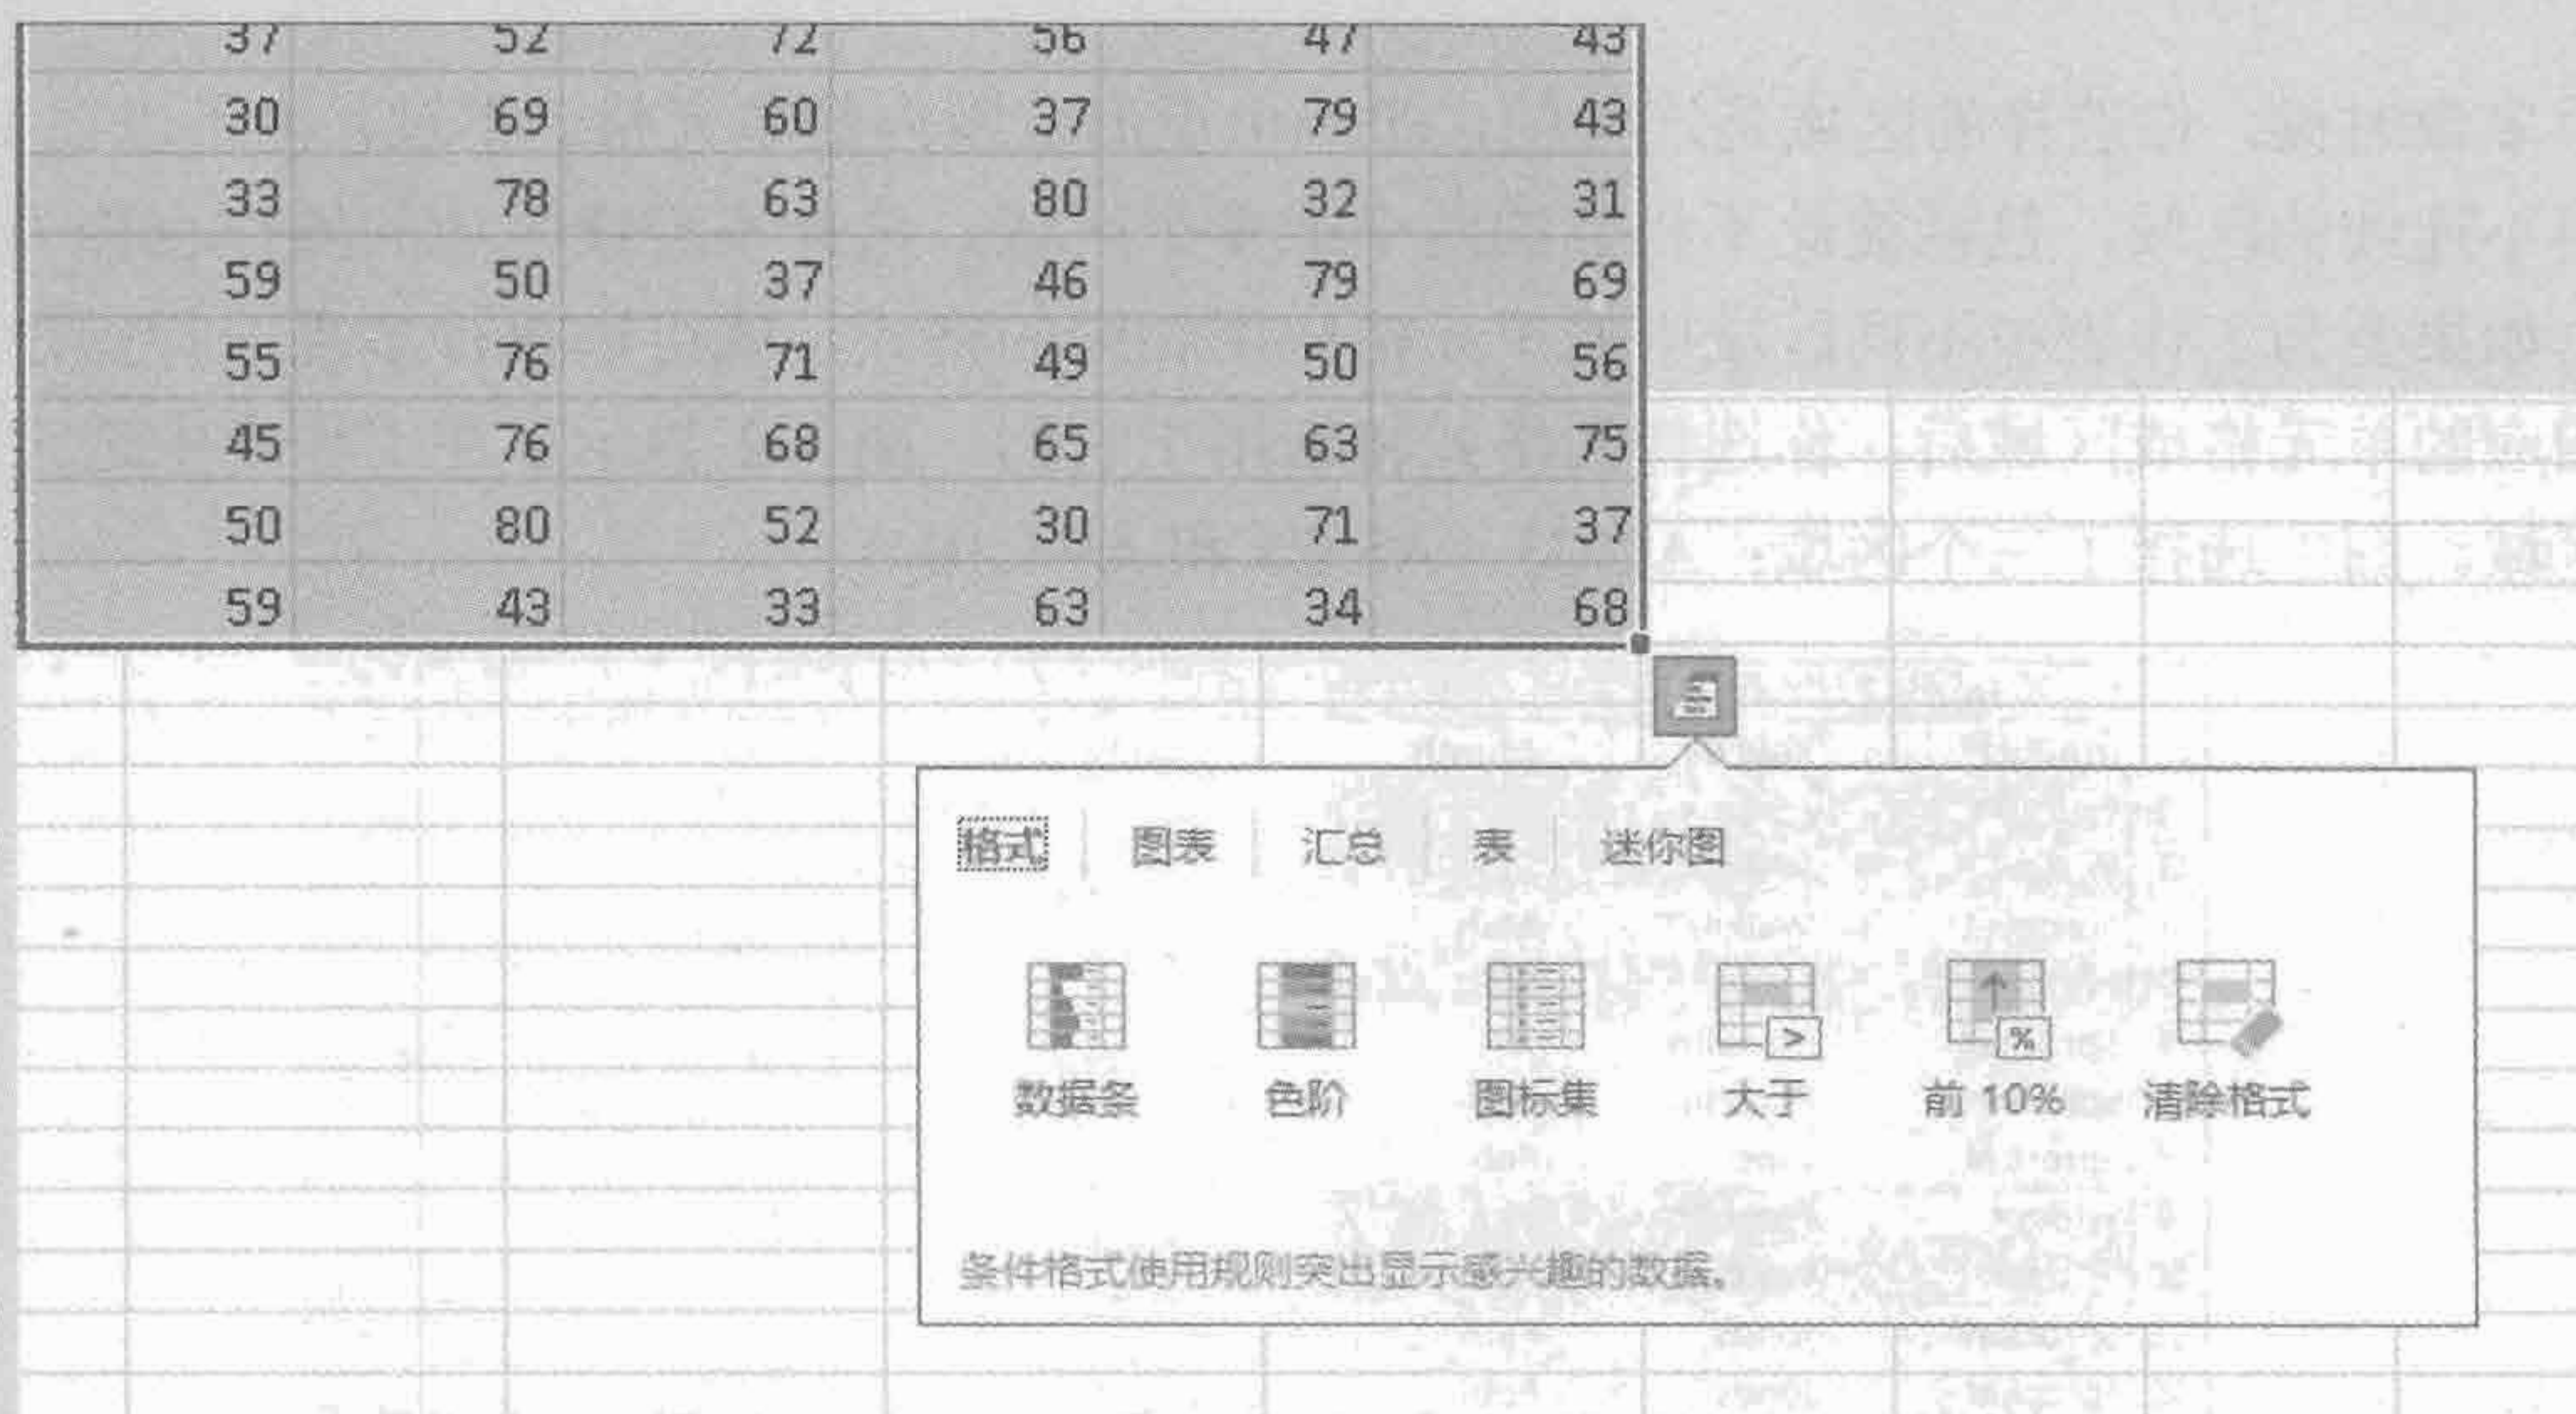 37 52 72 56 47 43
30 69 60 37 79 43
33 78 63 80 32 31
59 50 37 46 79 69
55 76 71 49 50 56
45 76 68 65 63 75
50 80 52 30 71 37
59 43 33 63 34 68
格式 图表 汇总 表 迷你图
> %
数据条 色阶 图标集 大于 前 10% 清除格式
条件格式使用规则突出显示感兴趣的数据。